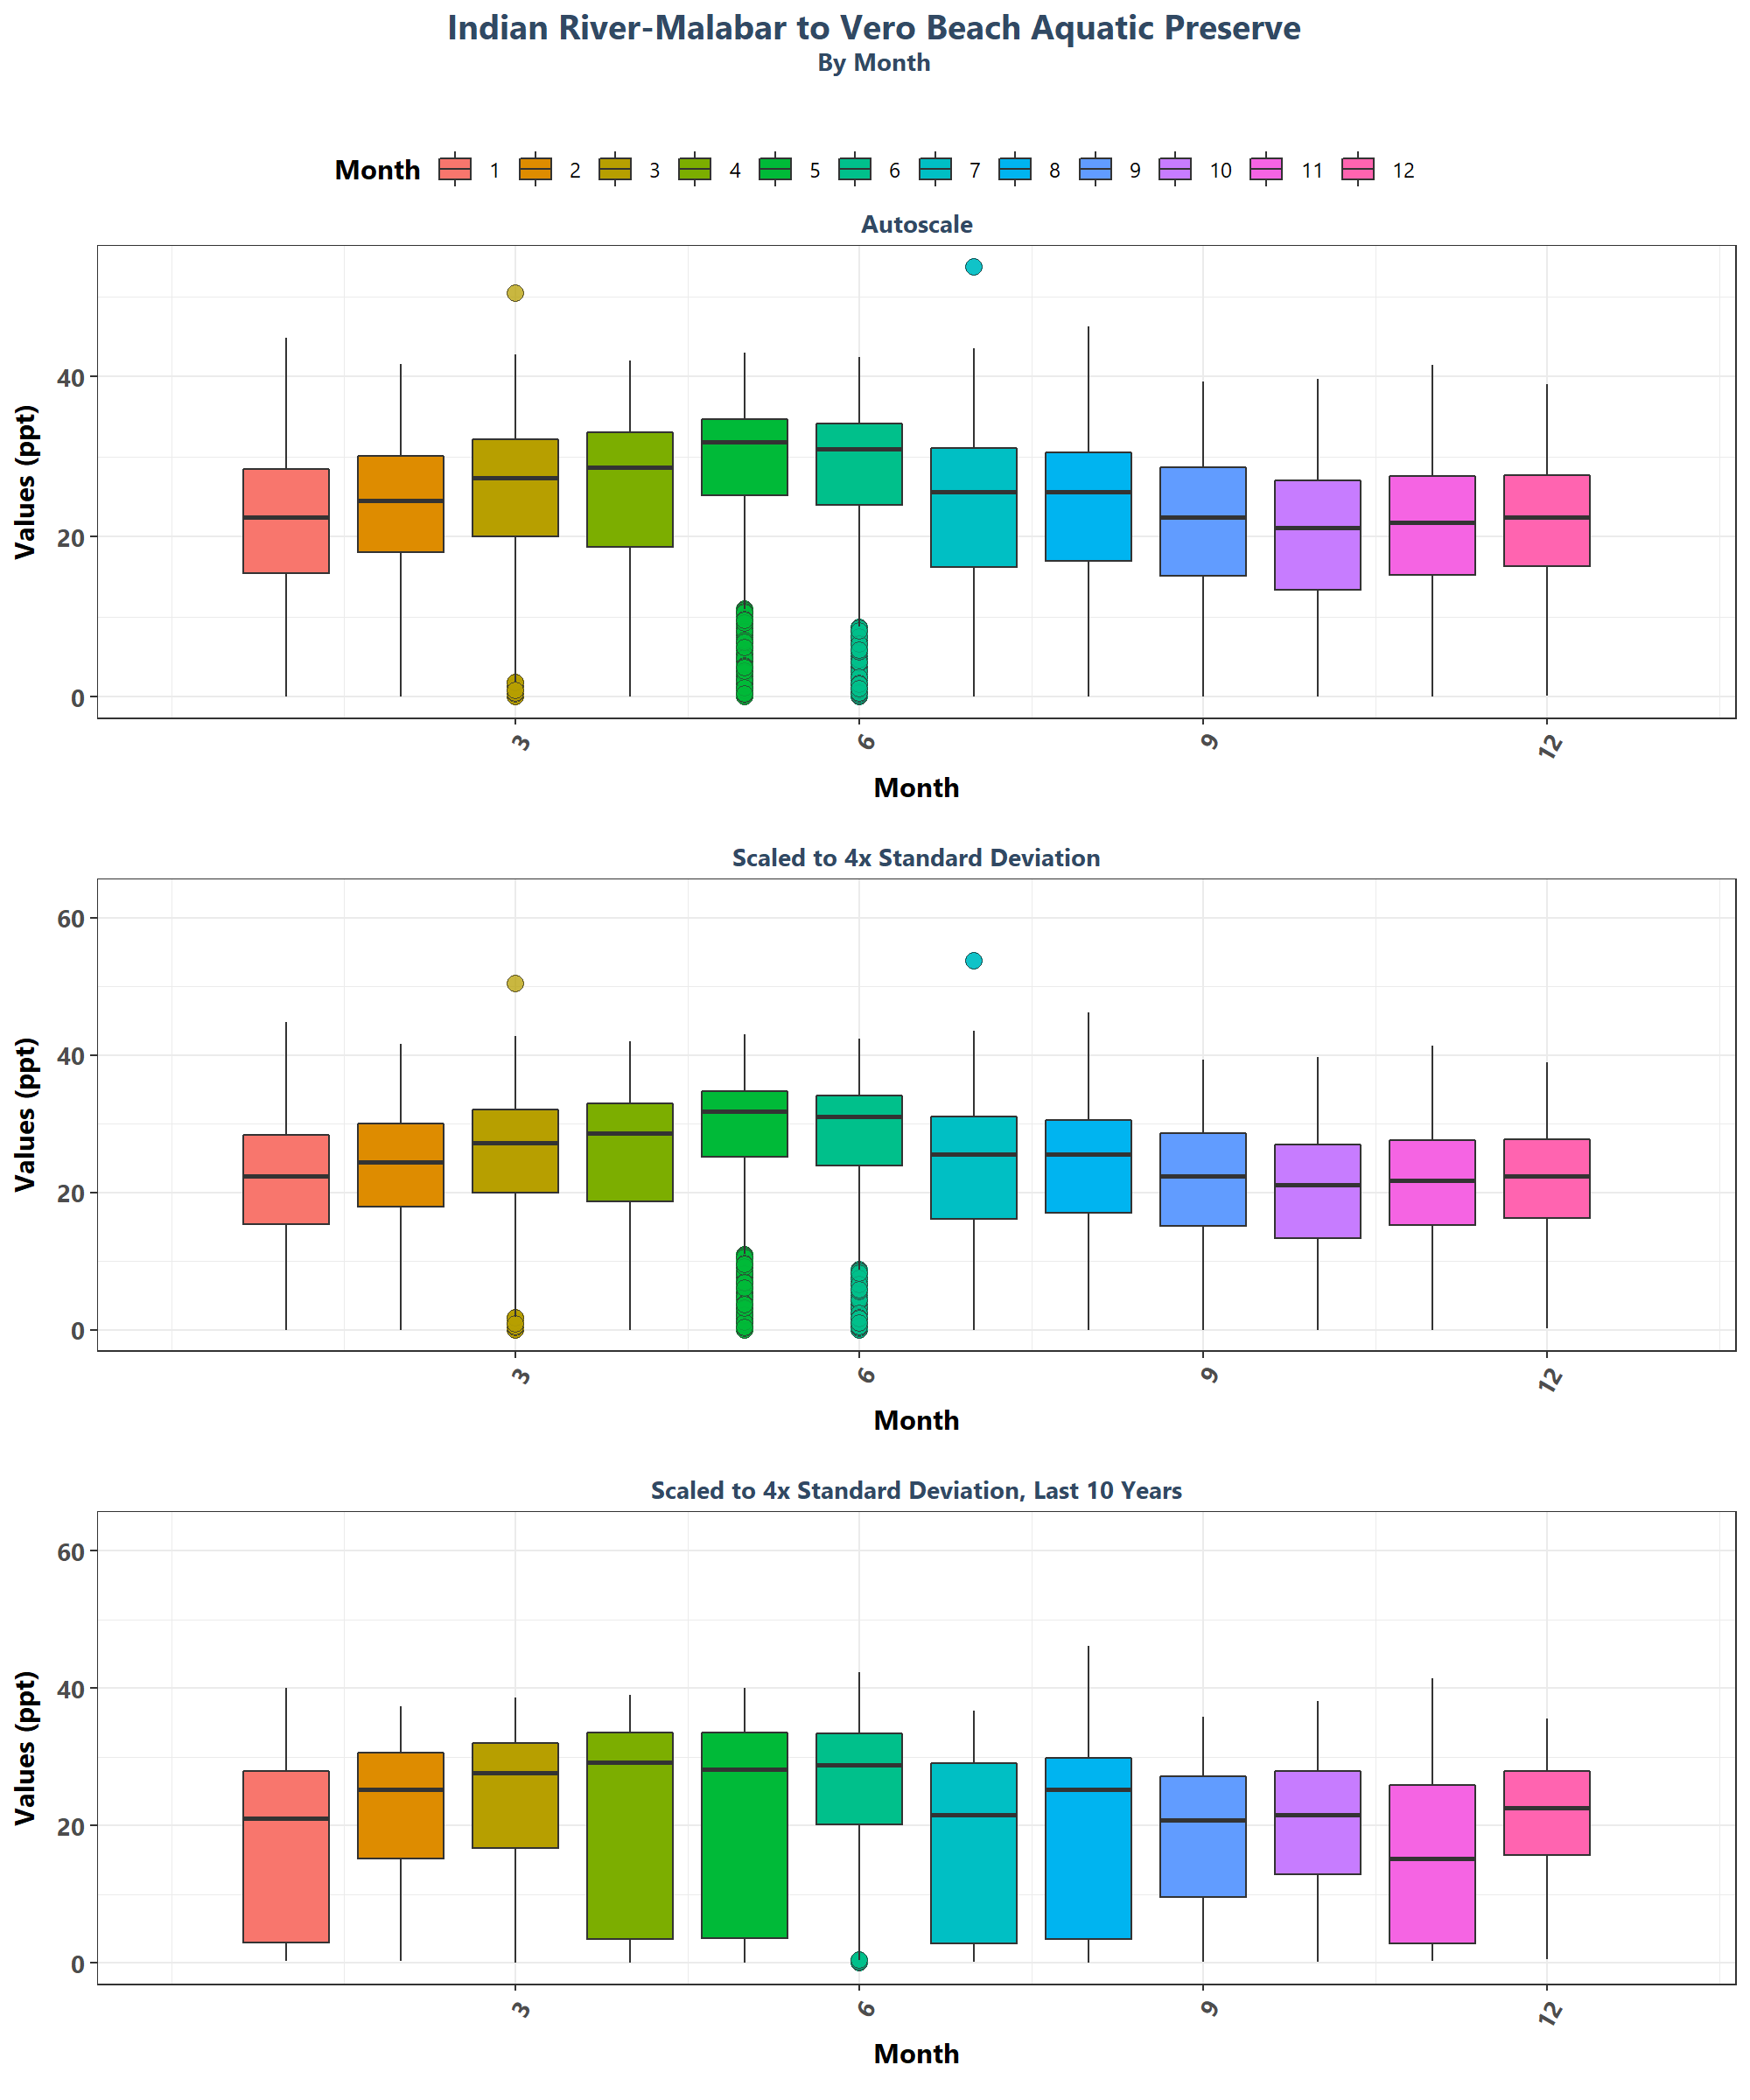 Indian River-Malabar to Vero Beach Aquatic Preserve
By Month
Month 1 2 3 4 5 6 7 8 9 10 11 12
Autoscale
Values (ppt)
40
20
0
3 6 9 12
Month
Scaled to 4x Standard Deviation
Values (ppt)
60
40
20
0
3 6 9 12
Month
Scaled to 4x Standard Deviation, Last 10 Years
Values (ppt)
60
40
20
0
3 6 9 12
Month